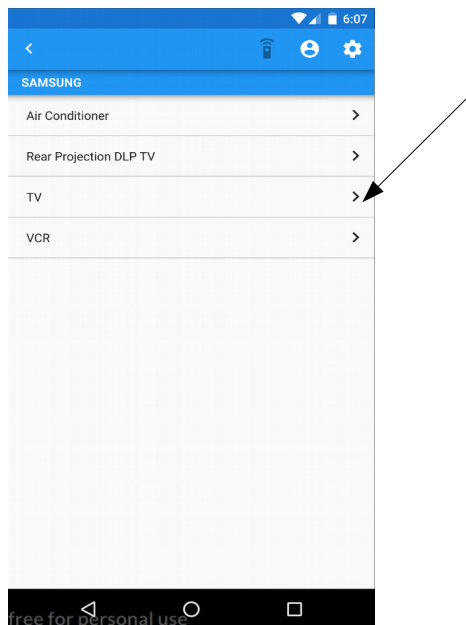 6:07
SAMSUNG
Air Conditioner
Rear Projection DLP TV
TV
VCR
free for personal use